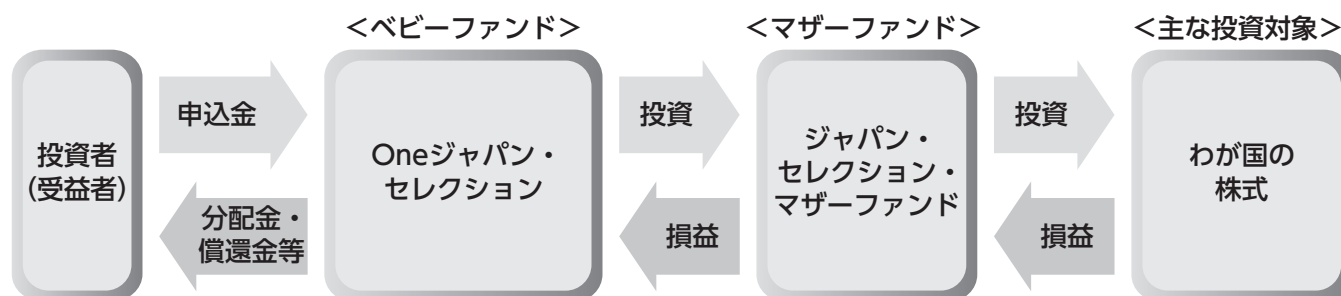 ＜ベビーファンド＞
＜マザーファンド＞
＜主な投資対象＞
投資者
(受益者)
申込金
分配金・
償還金等
Oneジャパン・
セレクション
投資
損益
ジャパン・
セレクション・
マザーファンド
投資
損益
わが国の
株式